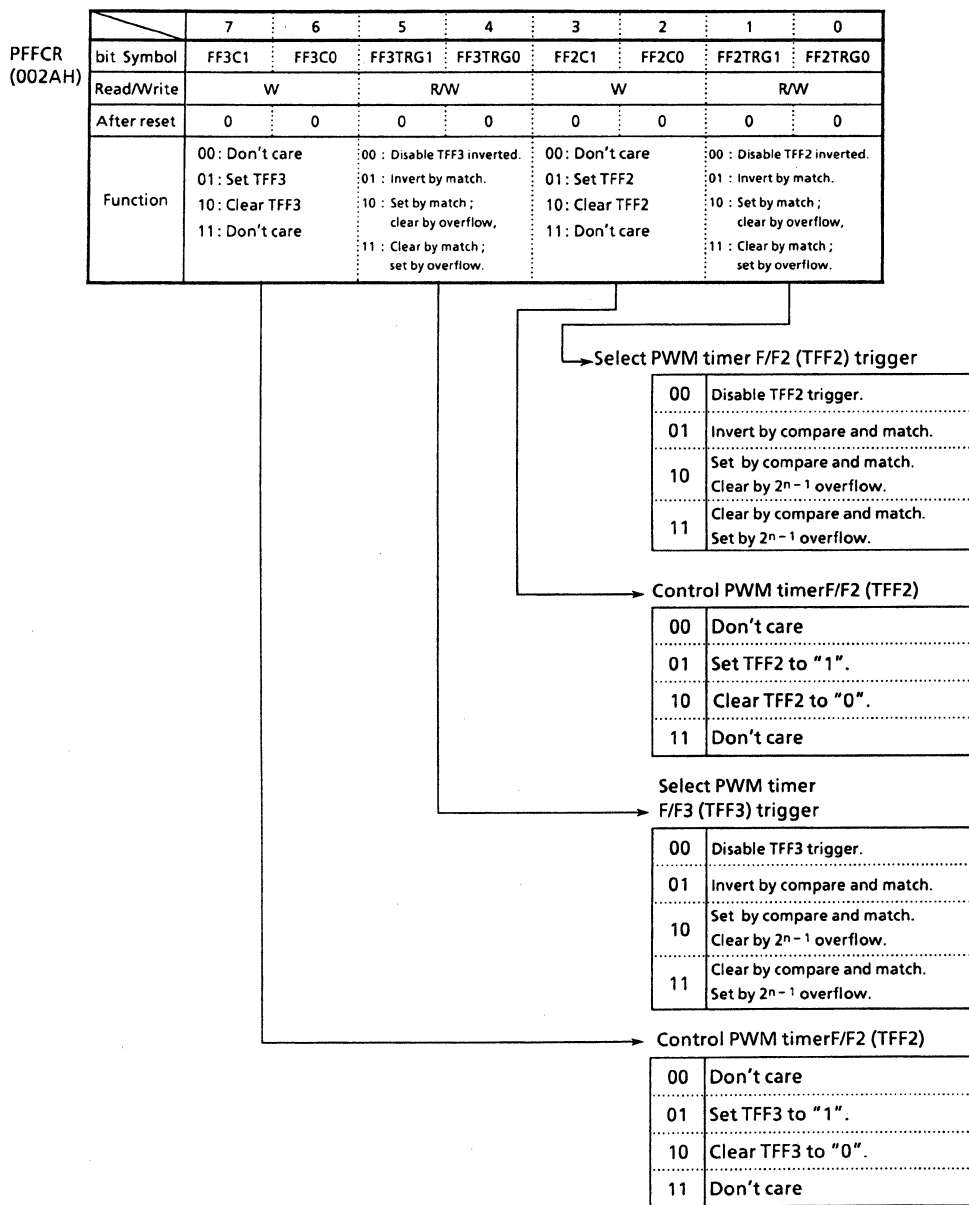 7 6 5 4 3 2 1 0
PFFCR
(002AH)
bit Symbol FF3C1 FF3C0 FF3TRG1 FF3TRG0 FF2C1 FF2C0 FF2TRG1 FF2TRG0
Read/Write W R/W W R/W
After reset 0 0 0 0 0 0 0 0
Function
00 : Don't care
01 : Set TFF3
10 : Clear TFF3
11 : Don't care
00 : Disable TFF3 inverted.
01 : Invert by match.
10 : Set by match ;
clear by overflow,
11 : Clear by match ;
set by overflow.
00 : Don't care
01 : Set TFF2
10 : Clear TFF2
11 : Don't care
00 : Disable TFF2 inverted.
01 : Invert by match.
10 : Set by match ;
clear by overflow,
11 : Clear by match ;
set by overflow.
Select PWM timer F/F2 (TFF2) trigger
00 Disable TFF2 trigger.
01 Invert by compare and match.
10 Set by compare and match.
Clear by 2ⁿ⁻¹ overflow.
11 Clear by compare and match.
Set by 2ⁿ⁻¹ overflow.
Control PWM timerF/F2 (TFF2)
00 Don't care
01 Set TFF2 to "1".
10 Clear TFF2 to "0".
11 Don't care
Select PWM timer
F/F3 (TFF3) trigger
00 Disable TFF3 trigger.
01 Invert by compare and match.
10 Set by compare and match.
Clear by 2ⁿ⁻¹ overflow.
11 Clear by compare and match.
Set by 2ⁿ⁻¹ overflow.
Control PWM timerF/F2 (TFF2)
00 Don't care
01 Set TFF3 to "1".
10 Clear TFF3 to "0".
11 Don't care